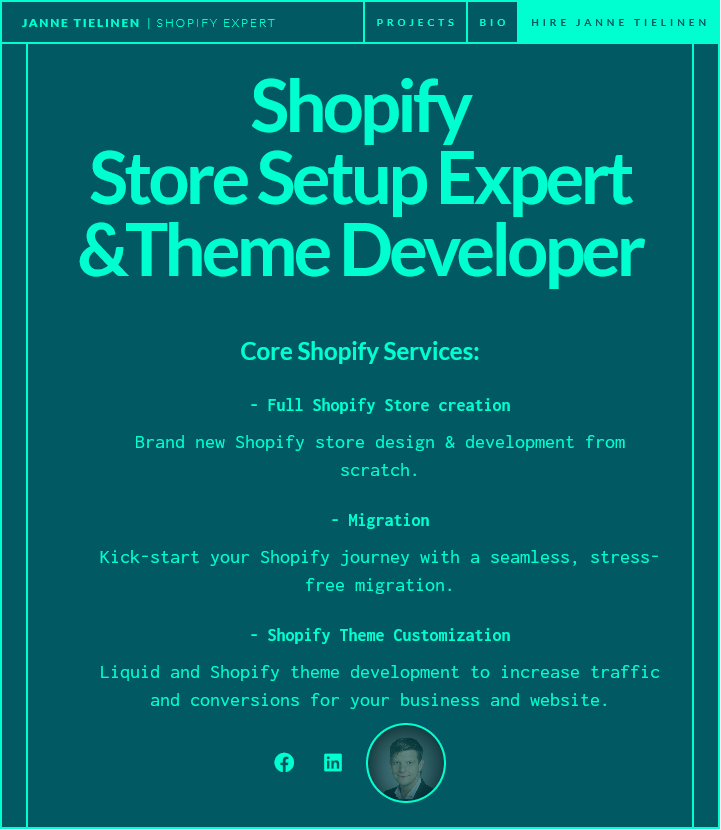 JANNE TIELINEN | SHOPIFY EXPERT
PROJECTS
BIO
HIRE JANNE TIELINEN
Shopify
Store Setup Expert
&Theme Developer
Core Shopify Services:
- Full Shopify Store creation
Brand new Shopify store design & development from
scratch.
- Migration
Kick-start your Shopify journey with a seamless, stress-
free migration.
- Shopify Theme Customization
Liquid and Shopify theme development to increase traffic
and conversions for your business and website.